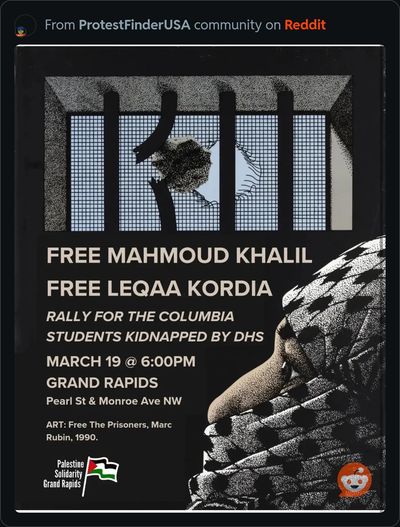 From ProtestFinderUSA community on Reddit
FREE MAHMOUD KHALIL
FREE LEQAA KORDIA
RALLY FOR THE COLUMBIA
STUDENTS KIDNAPPED BY DHS
MARCH 19 @ 6:00PM
GRAND RAPIDS
Pearl St & Monroe Ave NW
ART: Free The Prisoners, Marc
Rubin, 1990.
Palestine
Solidarity
Grand Rapids